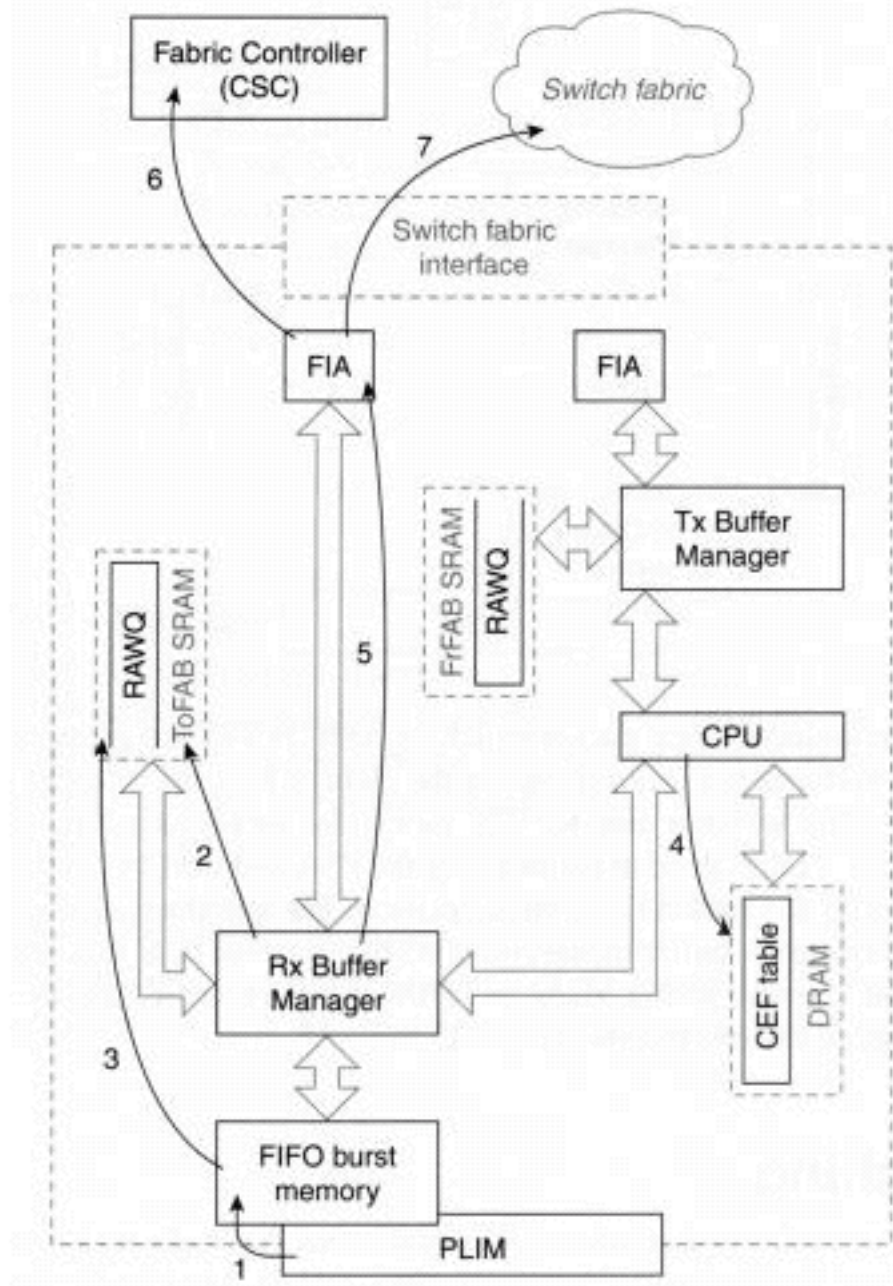 Fabric Controller
(CSC)
Switch fabric
7
6
Switch fabric
interface
FIA
FIA
Tx Buffer
Manager
FrFAB SRAM
RAWQ
RAWQ
ToFAB SRAM
5
CPU
2
4
Rx Buffer
Manager
CEF table
DRAM
3
FIFO burst
memory
PLIM
1